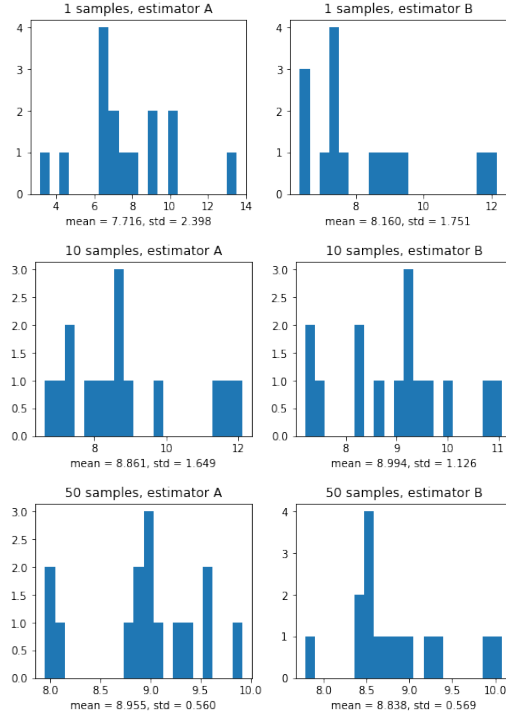 1 samples, estimator A
4
3
2
1
0
4 6 8 10 12 14
mean = 7.716, std = 2.398
1 samples, estimator B
4
3
2
1
0
8 10 12
mean = 8.160, std = 1.751
10 samples, estimator A
3.0
2.5
2.0
1.5
1.0
0.5
0.0
8 10 12
mean = 8.861, std = 1.649
10 samples, estimator B
3.0
2.5
2.0
1.5
1.0
0.5
0.0
8 9 10 11
mean = 8.994, std = 1.126
50 samples, estimator A
3.0
2.5
2.0
1.5
1.0
0.5
0.0
8.0 8.5 9.0 9.5 10.0
mean = 8.955, std = 0.560
50 samples, estimator B
4
3
2
1
0
8.0 8.5 9.0 9.5 10.0
mean = 8.838, std = 0.569